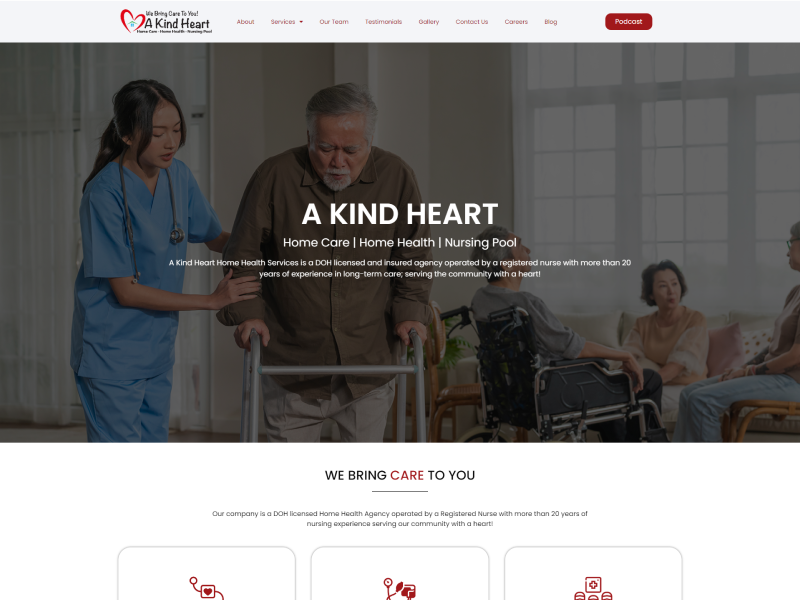 We Bring Care To You!
A Kind Heart
Home Care - Home Health - Nursing Pool
About
Services
Our Team
Testimonials
Gallery
Contact Us
Careers
Blog
Podcast
A KIND HEART
Home Care | Home Health | Nursing Pool
A Kind Heart Home Health Services is a DOH licensed and insured agency operated by a registered nurse with more than 20
years of experience in long-term care; serving the community with a heart!
WE BRING CARE TO YOU
Our company is a DOH licensed Home Health Agency operated by a Registered Nurse with more than 20 years of
nursing experience serving our community with a heart!